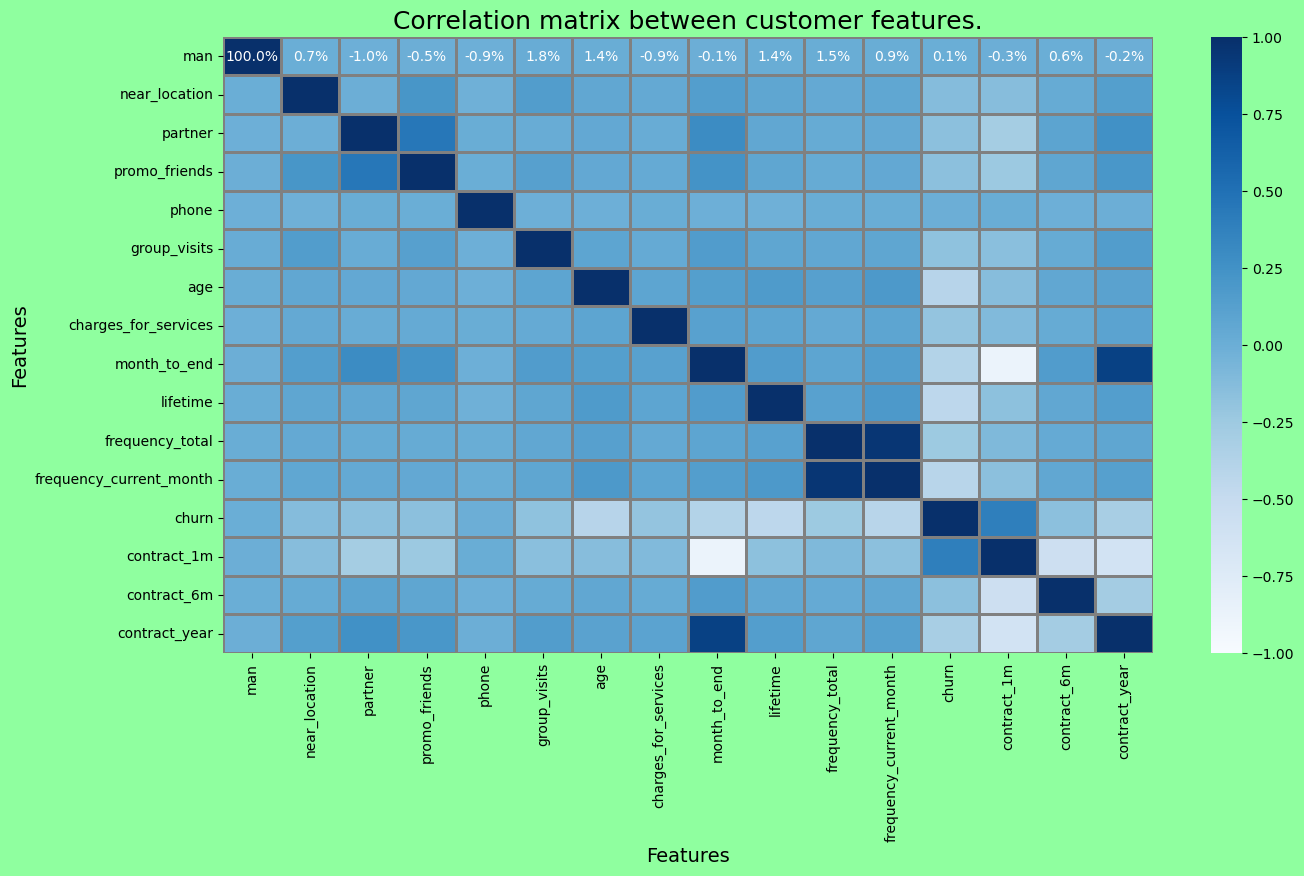 Correlation matrix between customer features.
man 100.0% 0.7% -1.0% -0.5% -0.9% 1.8% 1.4% -0.9% -0.1% 1.4% 1.5% 0.9% 0.1% -0.3% 0.6% -0.2%
near_location
partner
promo_friends
phone
group_visits
age
charges_for_services
month_to_end
lifetime
frequency_total
frequency_current_month
churn
contract_1m
contract_6m
contract_year
Features
man near_location partner promo_friends phone group_visits age charges_for_services month_to_end lifetime frequency_total frequency_current_month churn contract_1m contract_6m contract_year
Features
1.00
0.75
0.50
0.25
0.00
−0.25
−0.50
−0.75
−1.00